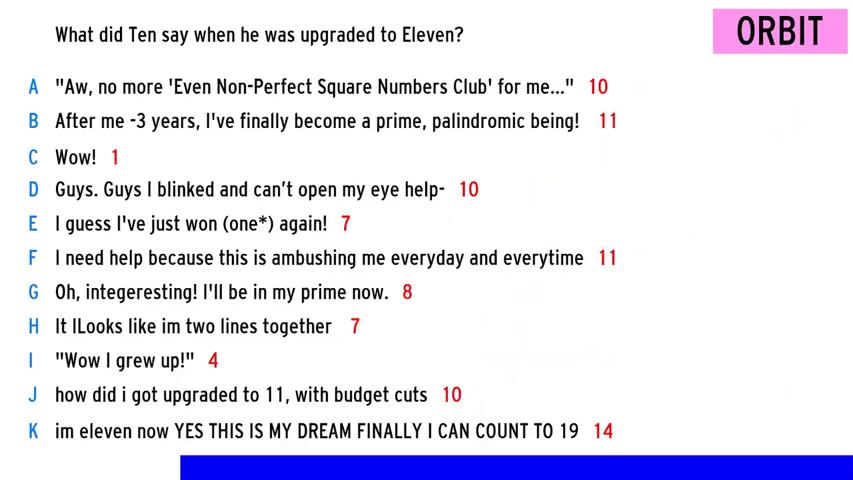 What did Ten say when he was upgraded to Eleven?
ORBIT
A "Aw, no more 'Even Non-Perfect Square Numbers Club' for me..." 10
B After me -3 years, I've finally become a prime, palindromic being! 11
C Wow! 1
D Guys. Guys I blinked and can't open my eye help- 10
E I guess I've just won (one*) again! 7
F I need help because this is ambushing me everyday and everytime 11
G Oh, integeresting! I'll be in my prime now. 8
H It lLooks like im two lines together 7
I "Wow I grew up!" 4
J how did i got upgraded to 11, with budget cuts 10
K im eleven now YES THIS IS MY DREAM FINALLY I CAN COUNT TO 19 14